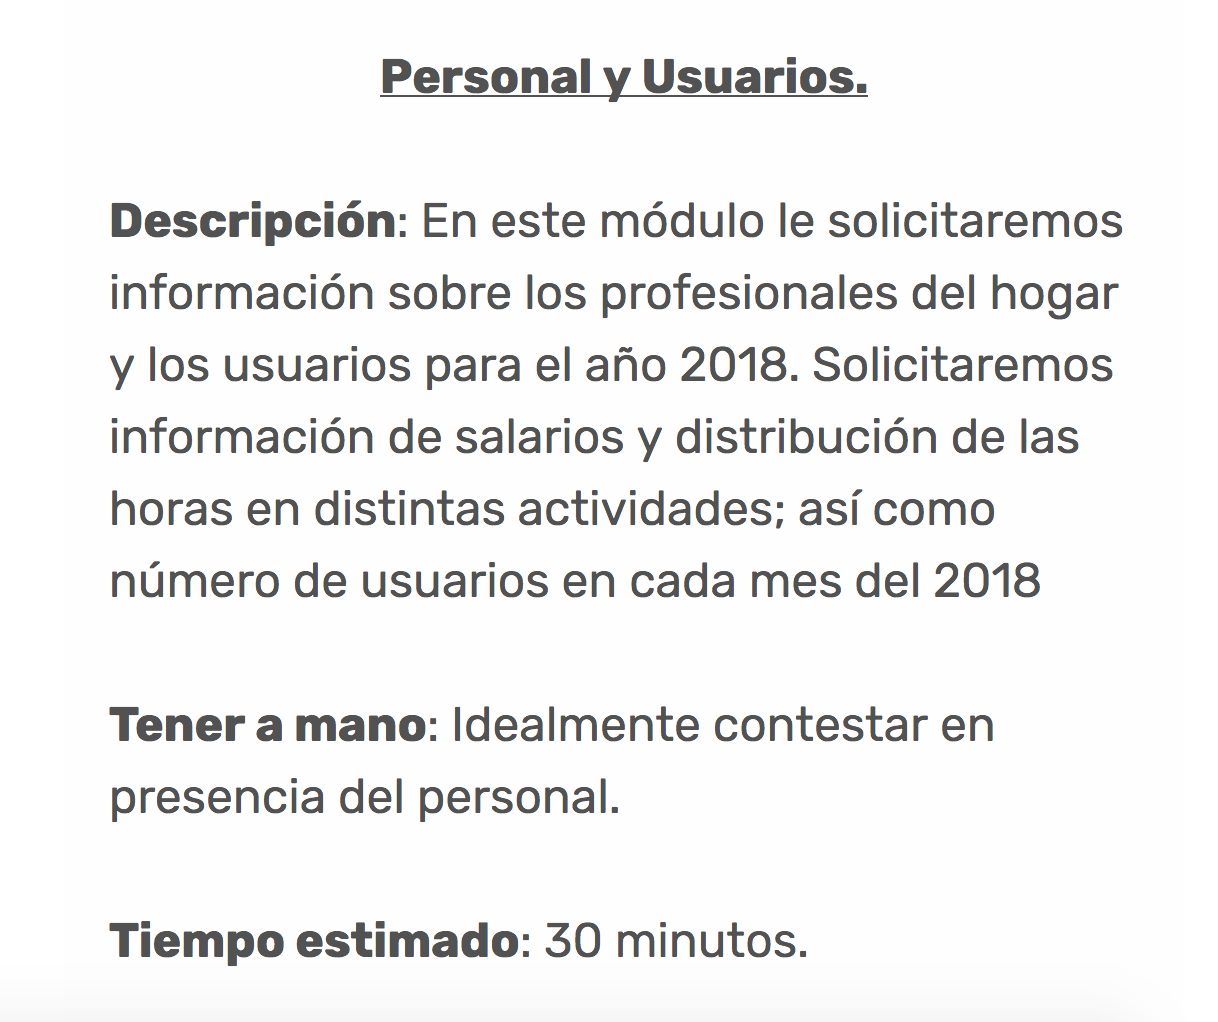 Personal y Usuarios.
Descripción: En este módulo le solicitaremos
información sobre los profesionales del hogar
y los usuarios para el año 2018. Solicitaremos
información de salarios y distribución de las
horas en distintas actividades; así como
número de usuarios en cada mes del 2018
Tener a mano: Idealmente contestar en
presencia del personal.
Tiempo estimado: 30 minutos.